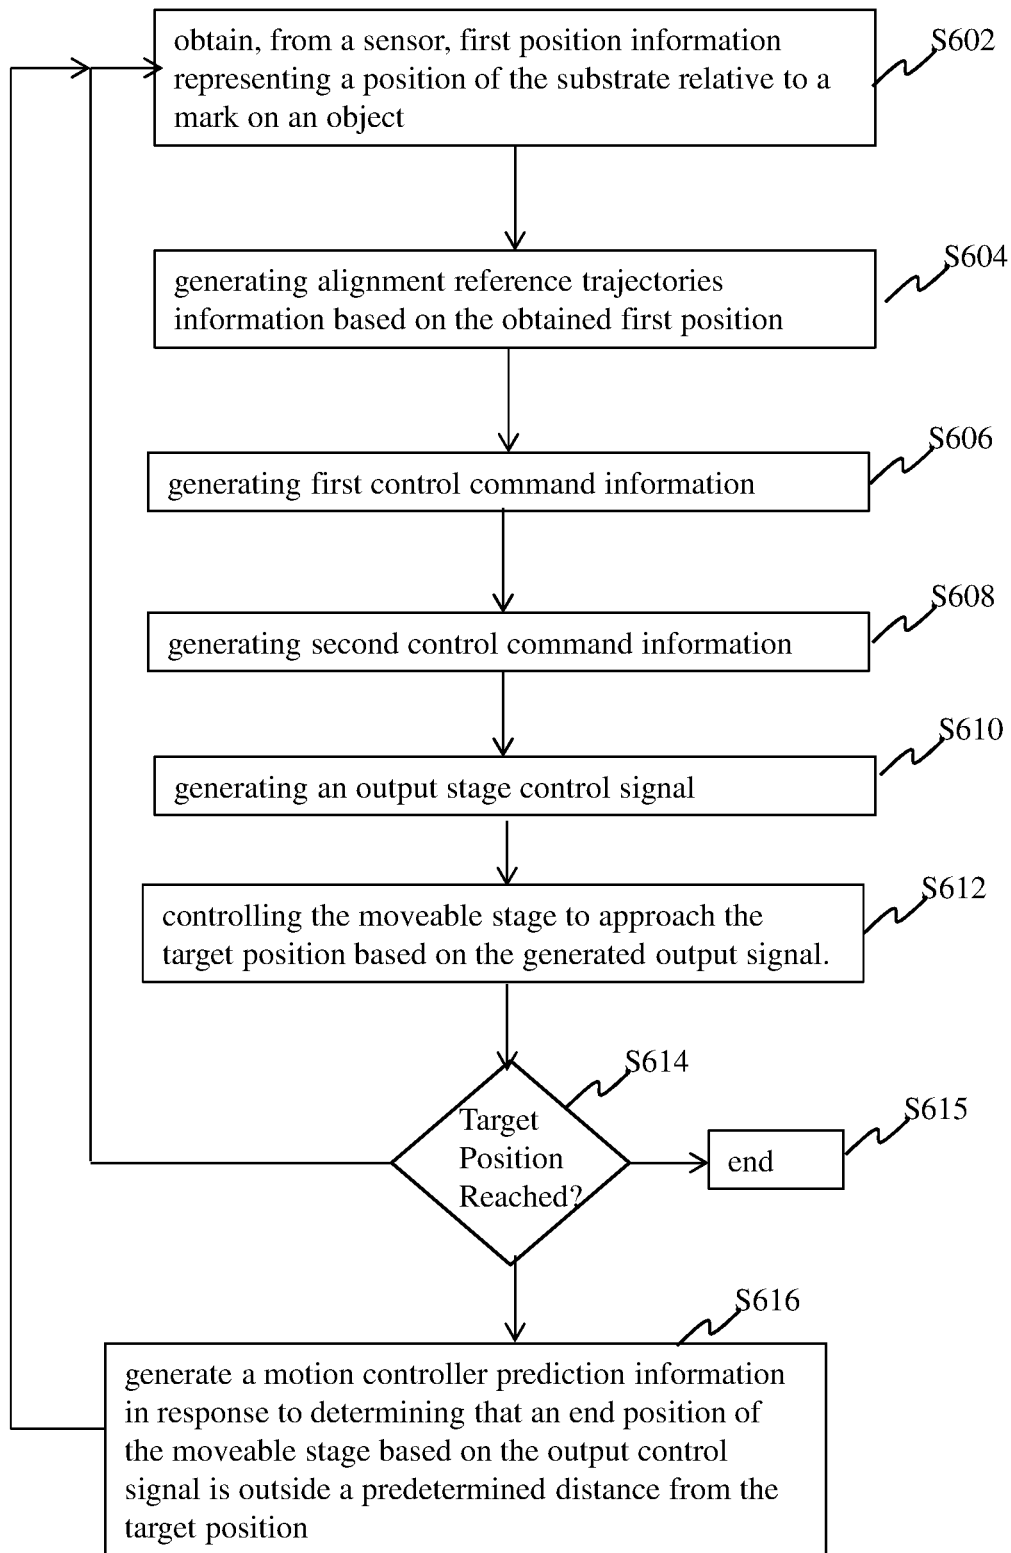 obtain, from a sensor, first position information
representing a position of the substrate relative to a
mark on an object
S602
generating alignment reference trajectories
information based on the obtained first position
S604
generating first control command information
S606
generating second control command information
S608
generating an output stage control signal
S610
controlling the moveable stage to approach the
target position based on the generated output signal.
S612
Target
Position
Reached?
S614
end
S615
generate a motion controller prediction information
in response to determining that an end position of
the moveable stage based on the output control
signal is outside a predetermined distance from the
target position
S616